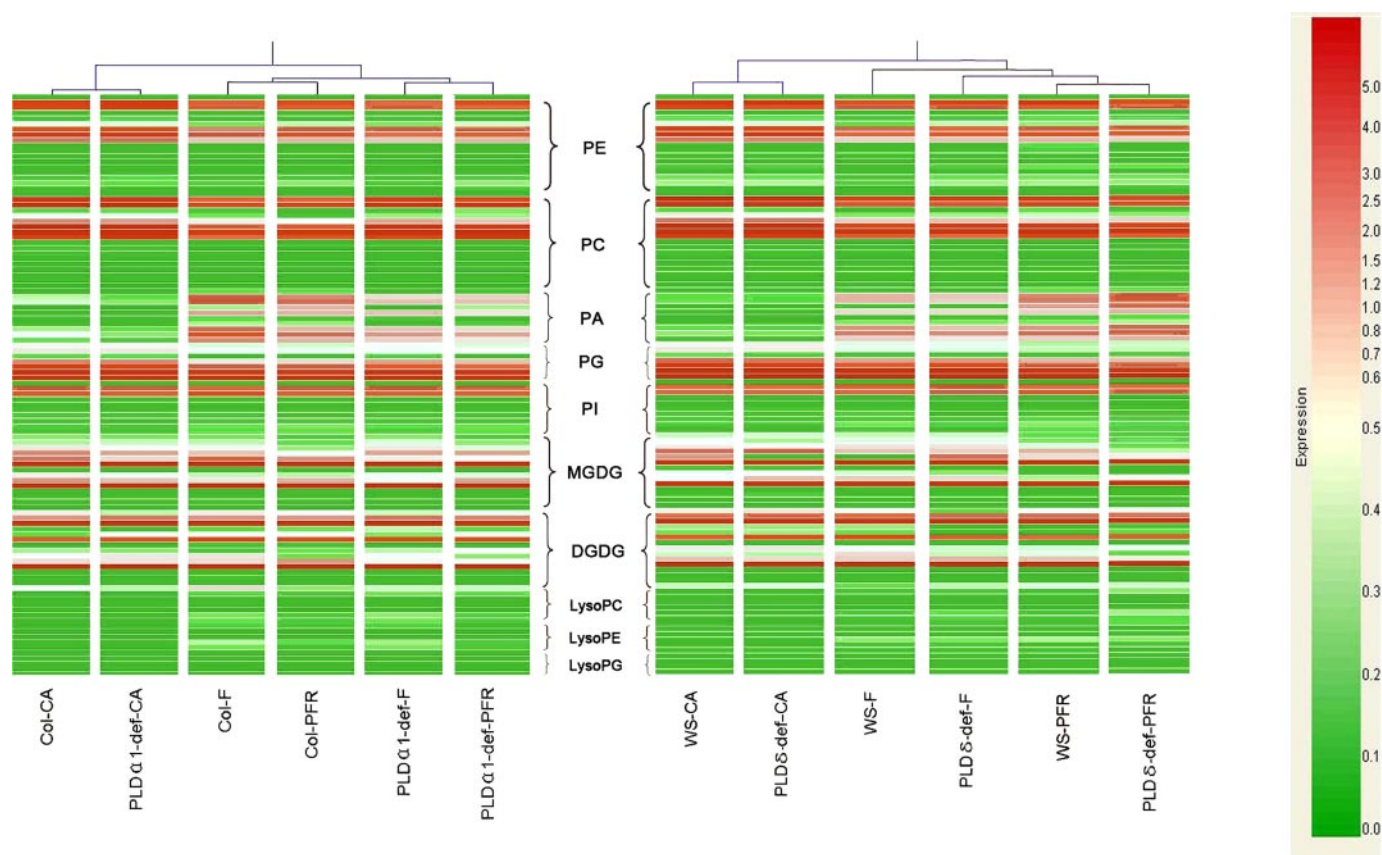 PE
PC
PA
PG
PI
MGDG
DGDG
LysoPC
LysoPE
LysoPG
Col-CA
PLDα1-def-CA
Col-F
Col-PFR
PLDα1-def-F
PLDα1-def-PFR
WS-CA
PLDδ-def-CA
WS-F
PLDδ-def-F
WS-PFR
PLDδ-def-PFR
Expression
5.0
4.0
3.0
2.5
2.0
1.5
1.2
1.0
0.8
0.7
0.6
0.5
0.4
0.3
0.2
0.1
0.0